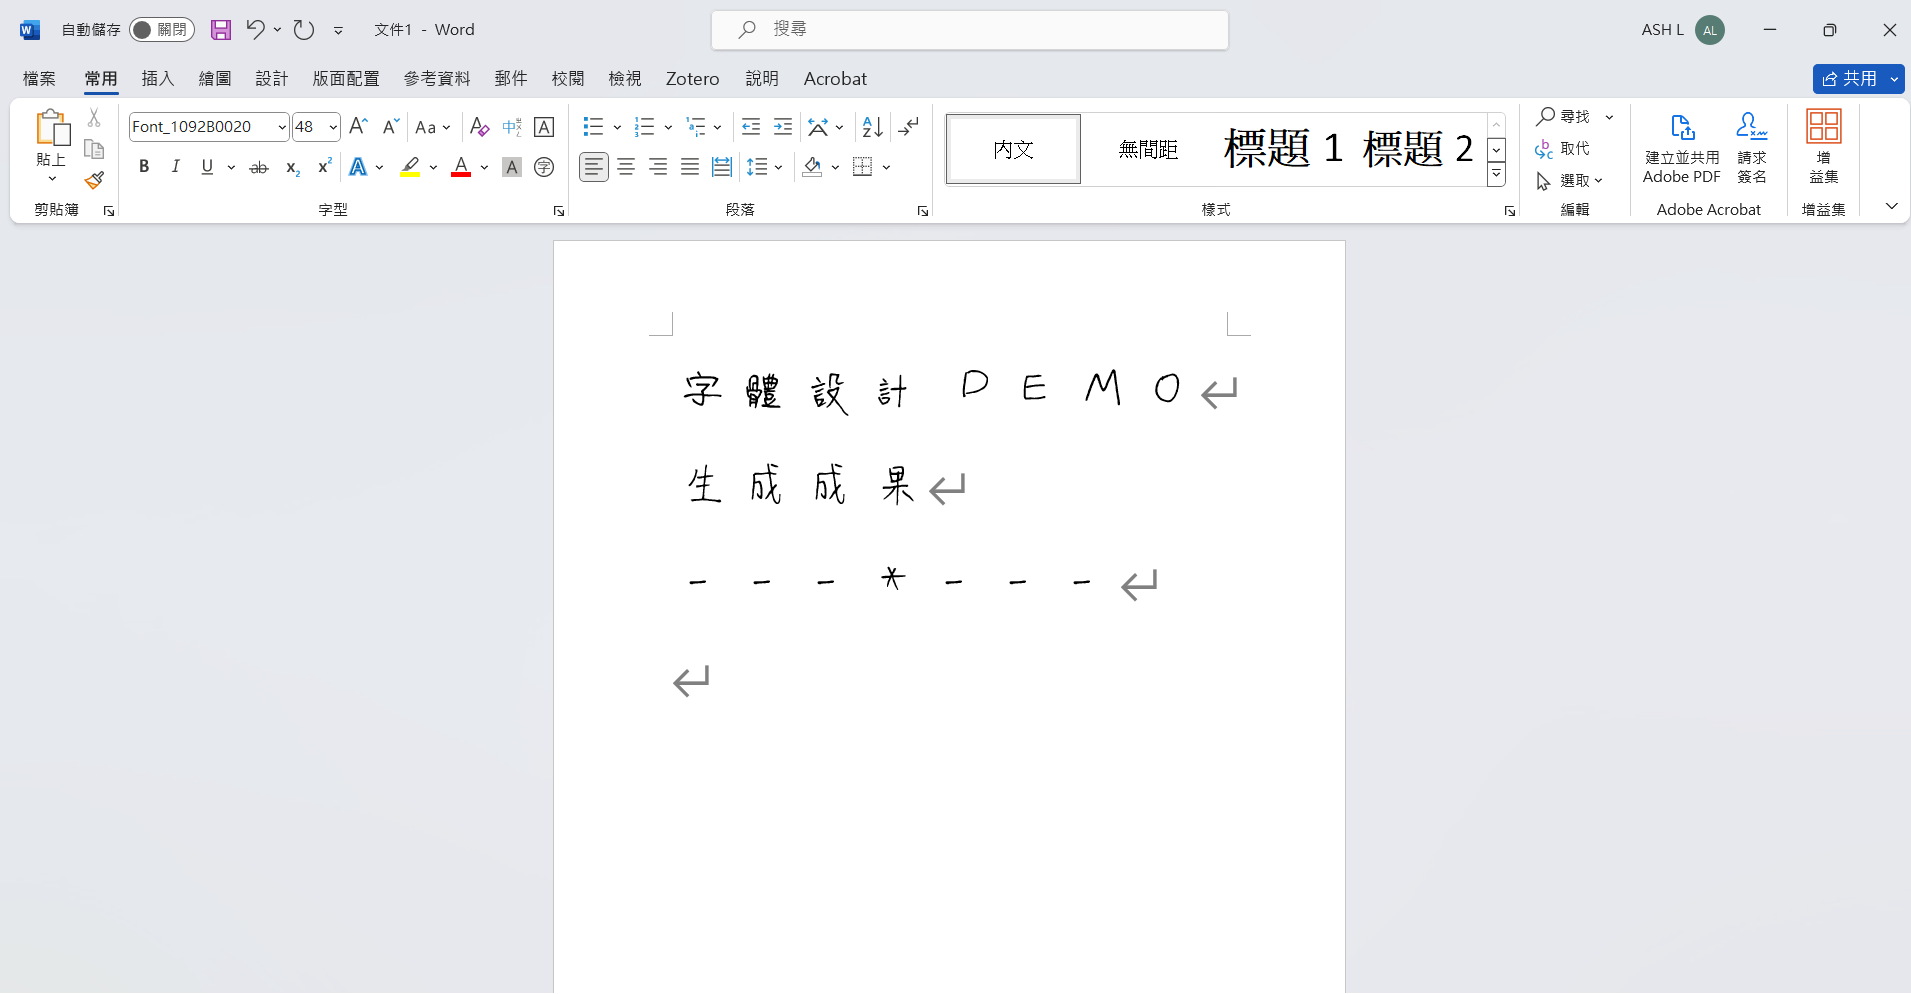 自動儲存 關閉 文件1 - Word 搜尋 ASH L AL
檔案 常用 插入 繪圖 設計 版面配置 參考資料 郵件 校閱 檢視 Zotero 說明 Acrobat 共用
貼上
剪貼簿
Font_1092B0020 48
字型
段落
內文 無間距 標題 1 標題 2
樣式
尋找
取代
選取
編輯
建立並共用 Adobe PDF
請求簽名
Adobe Acrobat
增益集
增益集
字體設計 DEMO
生成成果
---*---